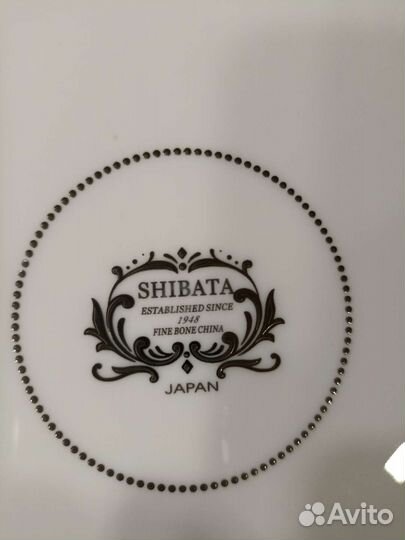 SHIBATA
ESTABLISHED SINCE
1948
FINE BONE CHINA
JAPAN
Avito